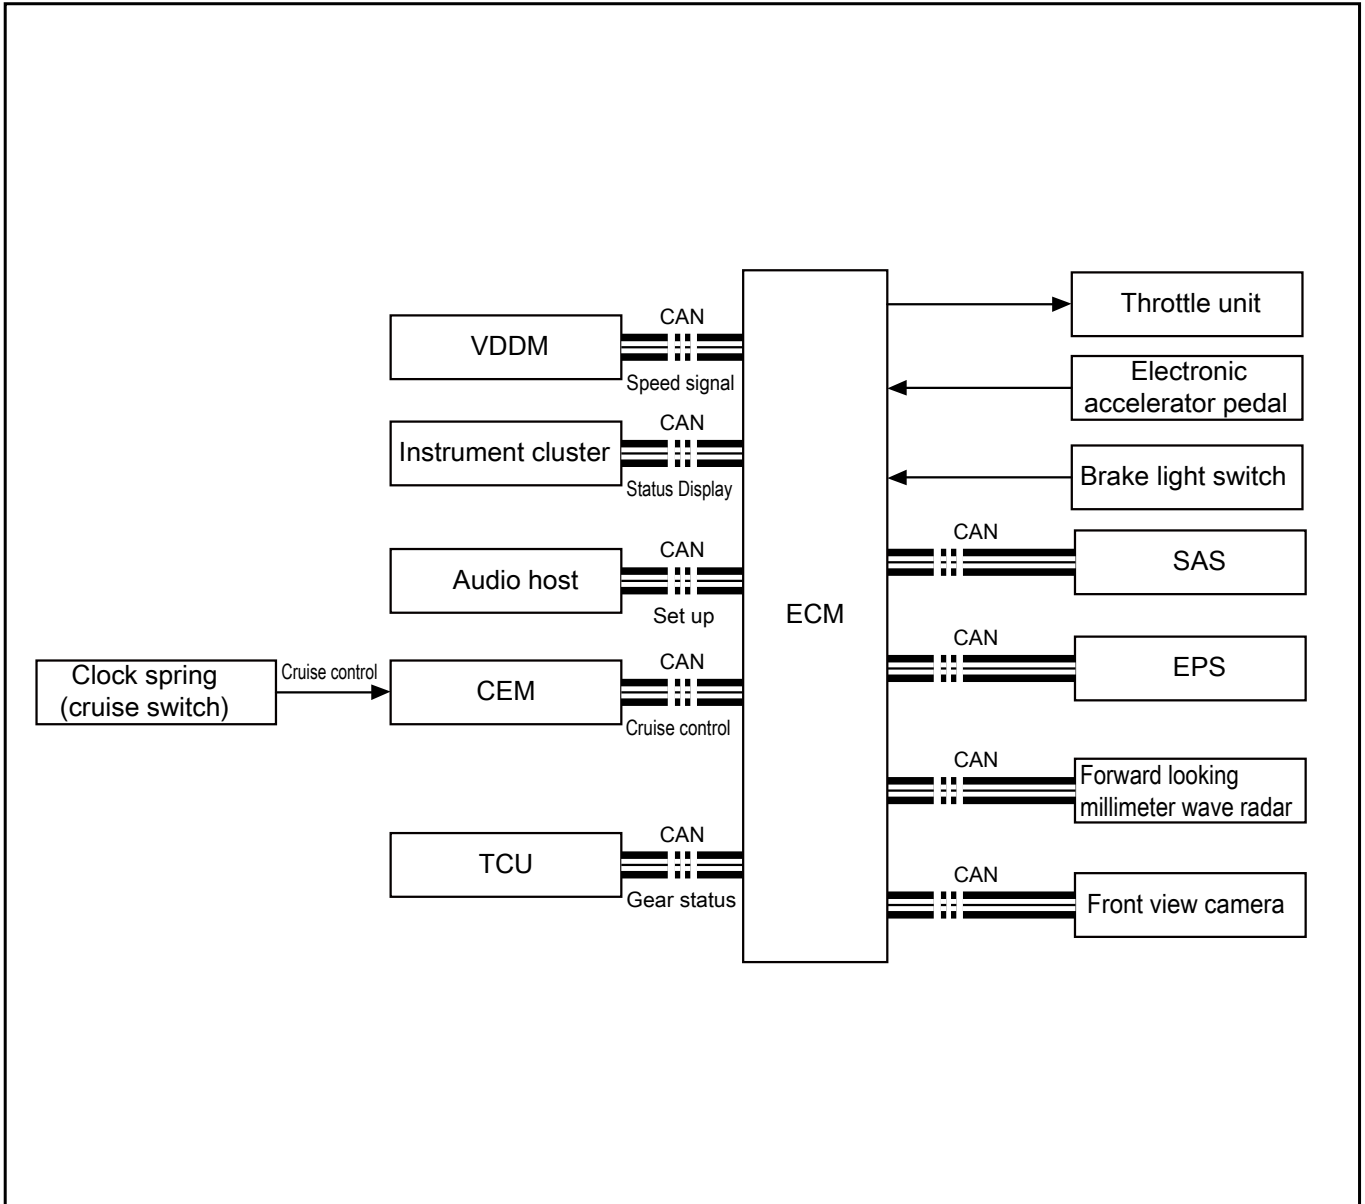 CAN
VDDM
Speed signal
CAN
Instrument cluster
Status Display
CAN
Audio host
Set up
Clock spring
(cruise switch)
Cruise control
CAN
CEM
Cruise control
CAN
TCU
Gear status
ECM
Throttle unit
Electronic
accelerator pedal
Brake light switch
CAN
SAS
CAN
EPS
CAN
Forward looking
millimeter wave radar
CAN
Front view camera